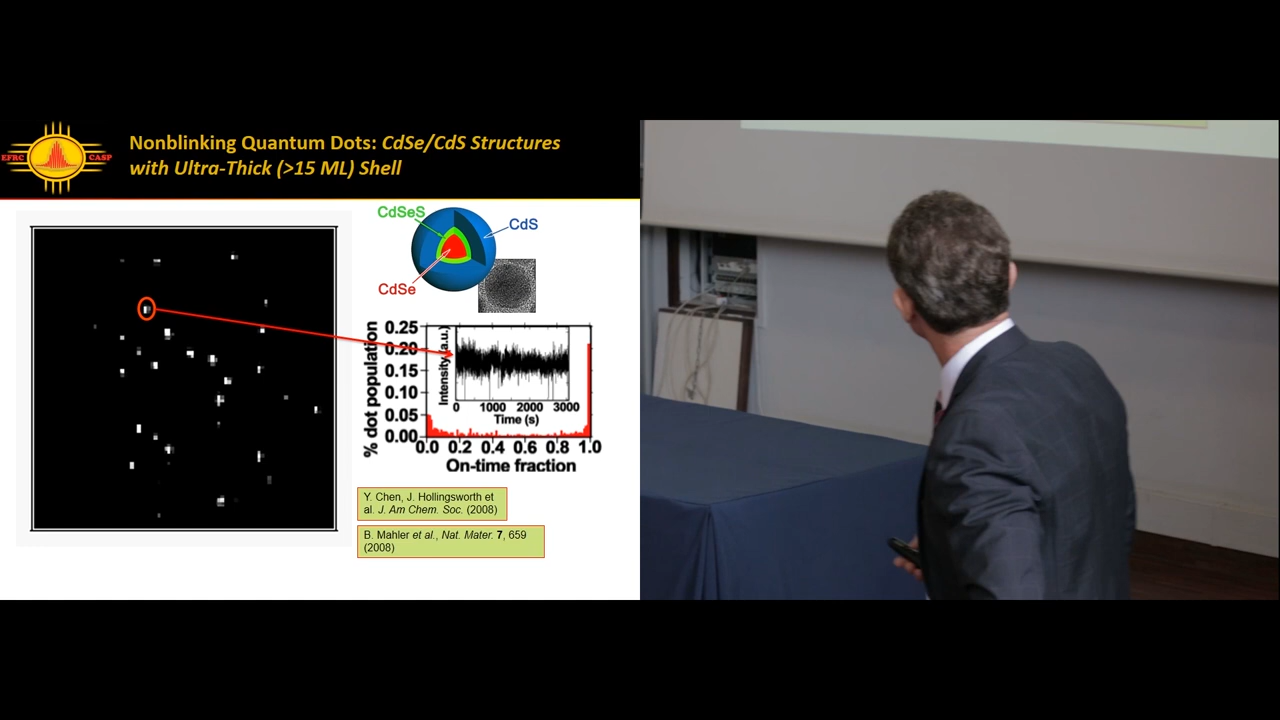 EFRC CASP
Nonblinking Quantum Dots: CdSe/CdS Structures
with Ultra-Thick (>15 ML) Shell
CdSeS
CdS
CdSe
% dot population
0.25
0.20
0.15
0.10
0.05
0.00
Intensity (a.u.)
0 1000 2000 3000
Time (s)
0.0 0.2 0.4 0.6 0.8 1.0
On-time fraction
Y. Chen, J. Hollingsworth et
al. J. Am Chem. Soc. (2008)
B. Mahler et al., Nat. Mater. 7, 659
(2008)